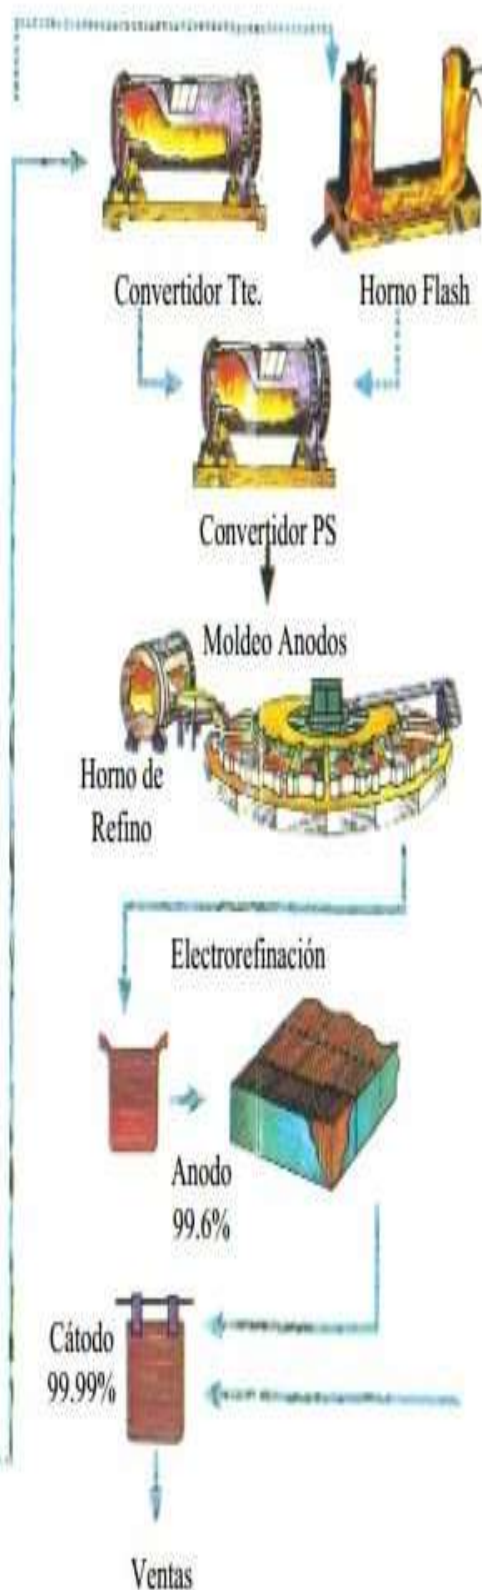 Convertidor Tte.
Horno Flash
Convertidor PS
Moldeo Anodos
Horno de
Refino
Electrorefinación
Anodo
99.6%
Cátodo
99.99%
Ventas